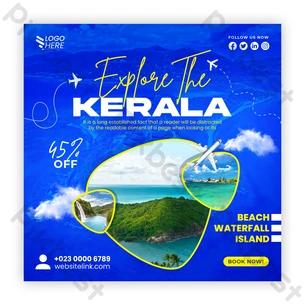 LOGO
HERE
FOLLOW US NOW
Explore The
KERALA
It is a long established fact that a reader will be distracted
by the readable content of a page when looking at its
45%
OFF
BEACH
WATERFALL
ISLAND
+023 0000 6789
websitelink.com
BOOK NOW